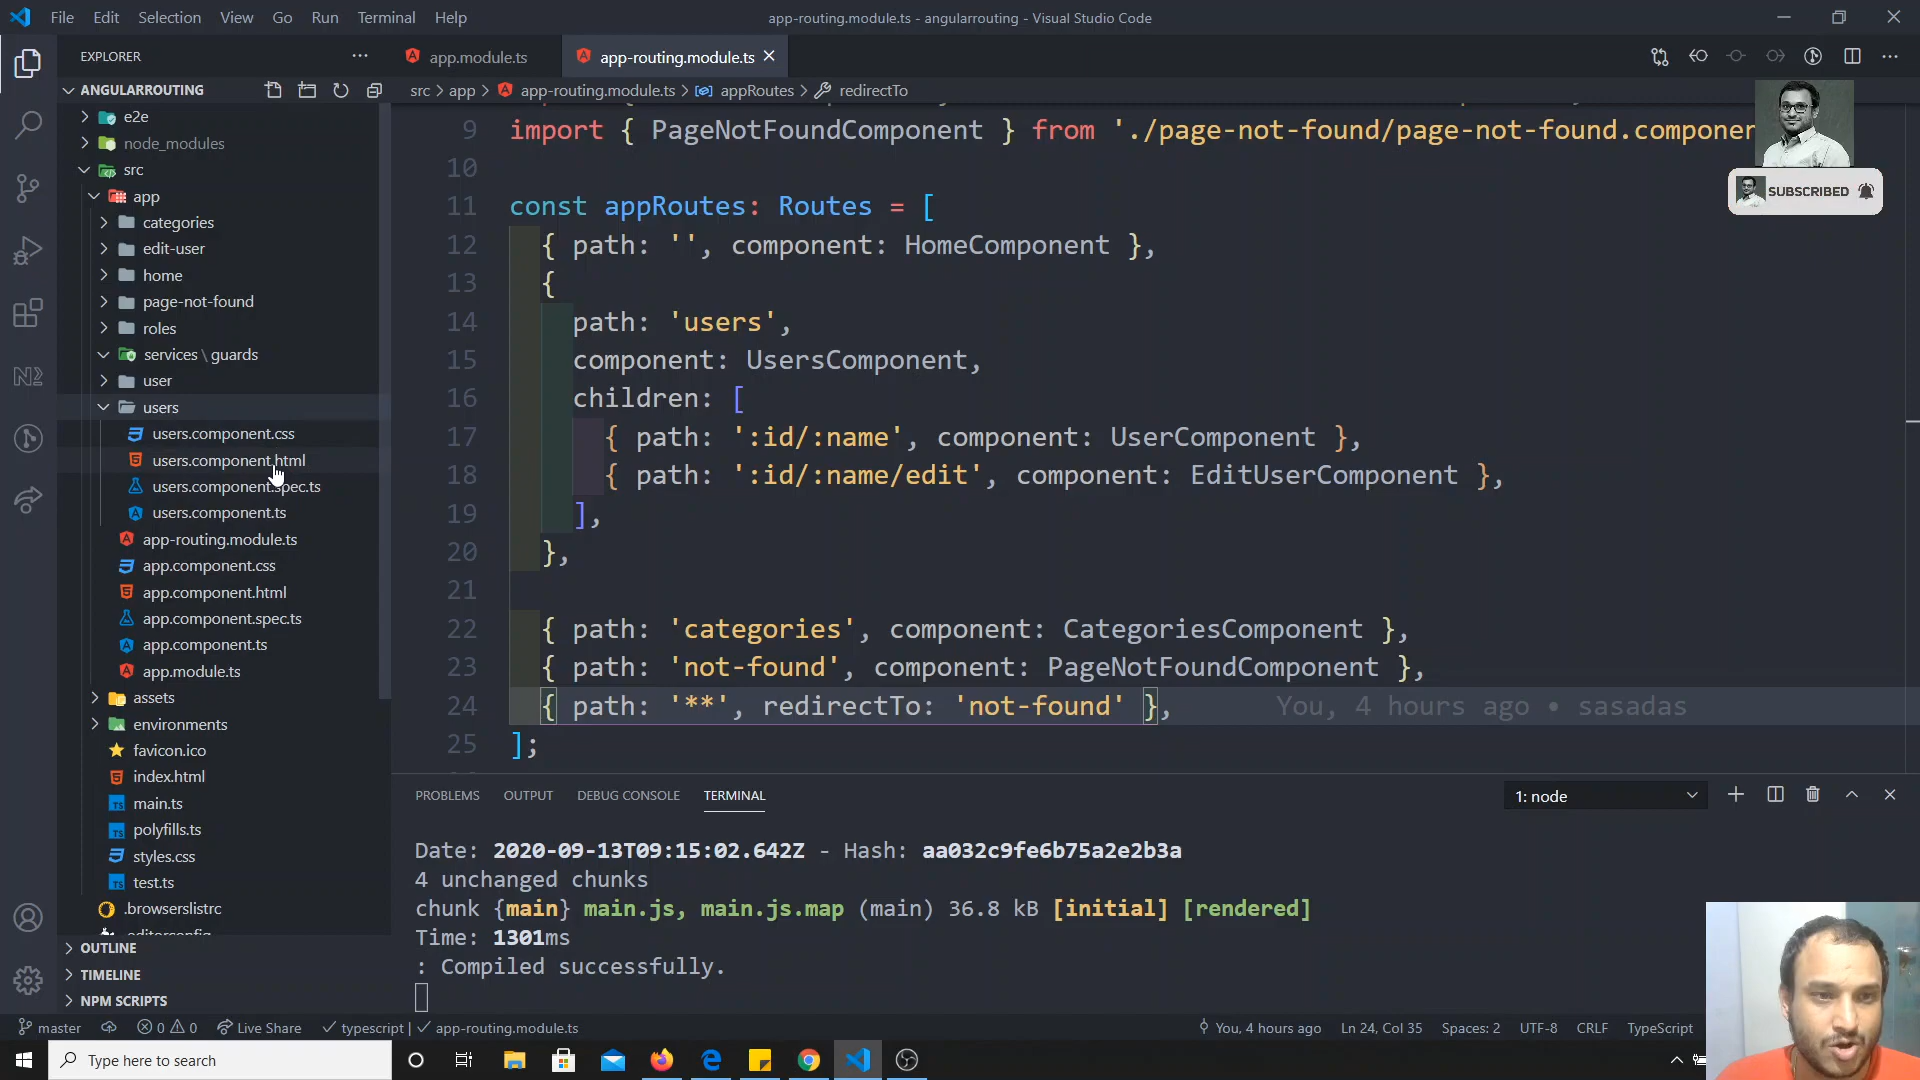 File Edit Selection View Go Run Terminal Help
app-routing.module.ts - angularrouting - Visual Studio Code
EXPLORER
app.module.ts
app-routing.module.ts
ANGULARROUTING
src > app > app-routing.module.ts > appRoutes > redirectTo
e2e
node_modules
src
app
categories
edit-user
home
page-not-found
roles
services \ guards
user
users
users.component.css
users.component.html
users.component.spec.ts
users.component.ts
app-routing.module.ts
app.component.css
app.component.html
app.component.spec.ts
app.component.ts
app.module.ts
assets
environments
favicon.ico
index.html
main.ts
polyfills.ts
styles.css
test.ts
.browserslistrc
OUTLINE
TIMELINE
NPM SCRIPTS
9 import { PageNotFoundComponent } from './page-not-found/page-not-found.componen
10
11 const appRoutes: Routes = [
12 { path: '', component: HomeComponent },
13 {
14 path: 'users',
15 component: UsersComponent,
16 children: [
17 { path: ':id/:name', component: UserComponent },
18 { path: ':id/:name/edit', component: EditUserComponent },
19 ],
20 },
21
22 { path: 'categories', component: CategoriesComponent },
23 { path: 'not-found', component: PageNotFoundComponent },
24 { path: '**', redirectTo: 'not-found' }, You, 4 hours ago • sasadas
25 ];
SUBSCRIBED
PROBLEMS OUTPUT DEBUG CONSOLE TERMINAL
1: node
Date: 2020-09-13T09:15:02.642Z - Hash: aa032c9fe6b75a2e2b3a
4 unchanged chunks
chunk {main} main.js, main.js.map (main) 36.8 kB [initial] [rendered]
Time: 1301ms
: Compiled successfully.
master 0 0 Live Share typescript | app-routing.module.ts
You, 4 hours ago Ln 24, Col 35 Spaces: 2 UTF-8 CRLF TypeScript
Type here to search